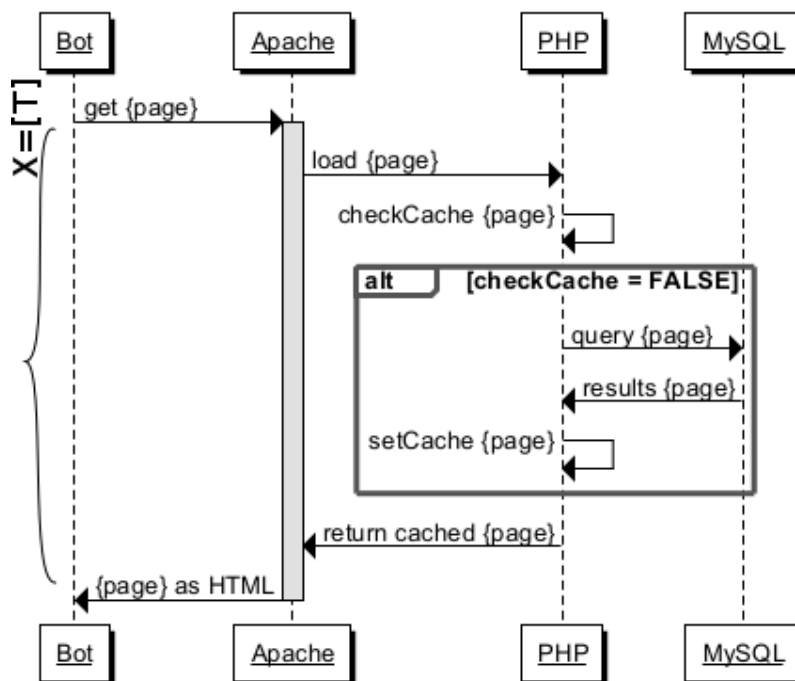 Bot
Apache
PHP
MySQL
X=[T]
get {page}
load {page}
checkCache {page}
alt
[checkCache = FALSE]
query {page}
results {page}
setCache {page}
return cached {page}
{page} as HTML
Bot
Apache
PHP
MySQL